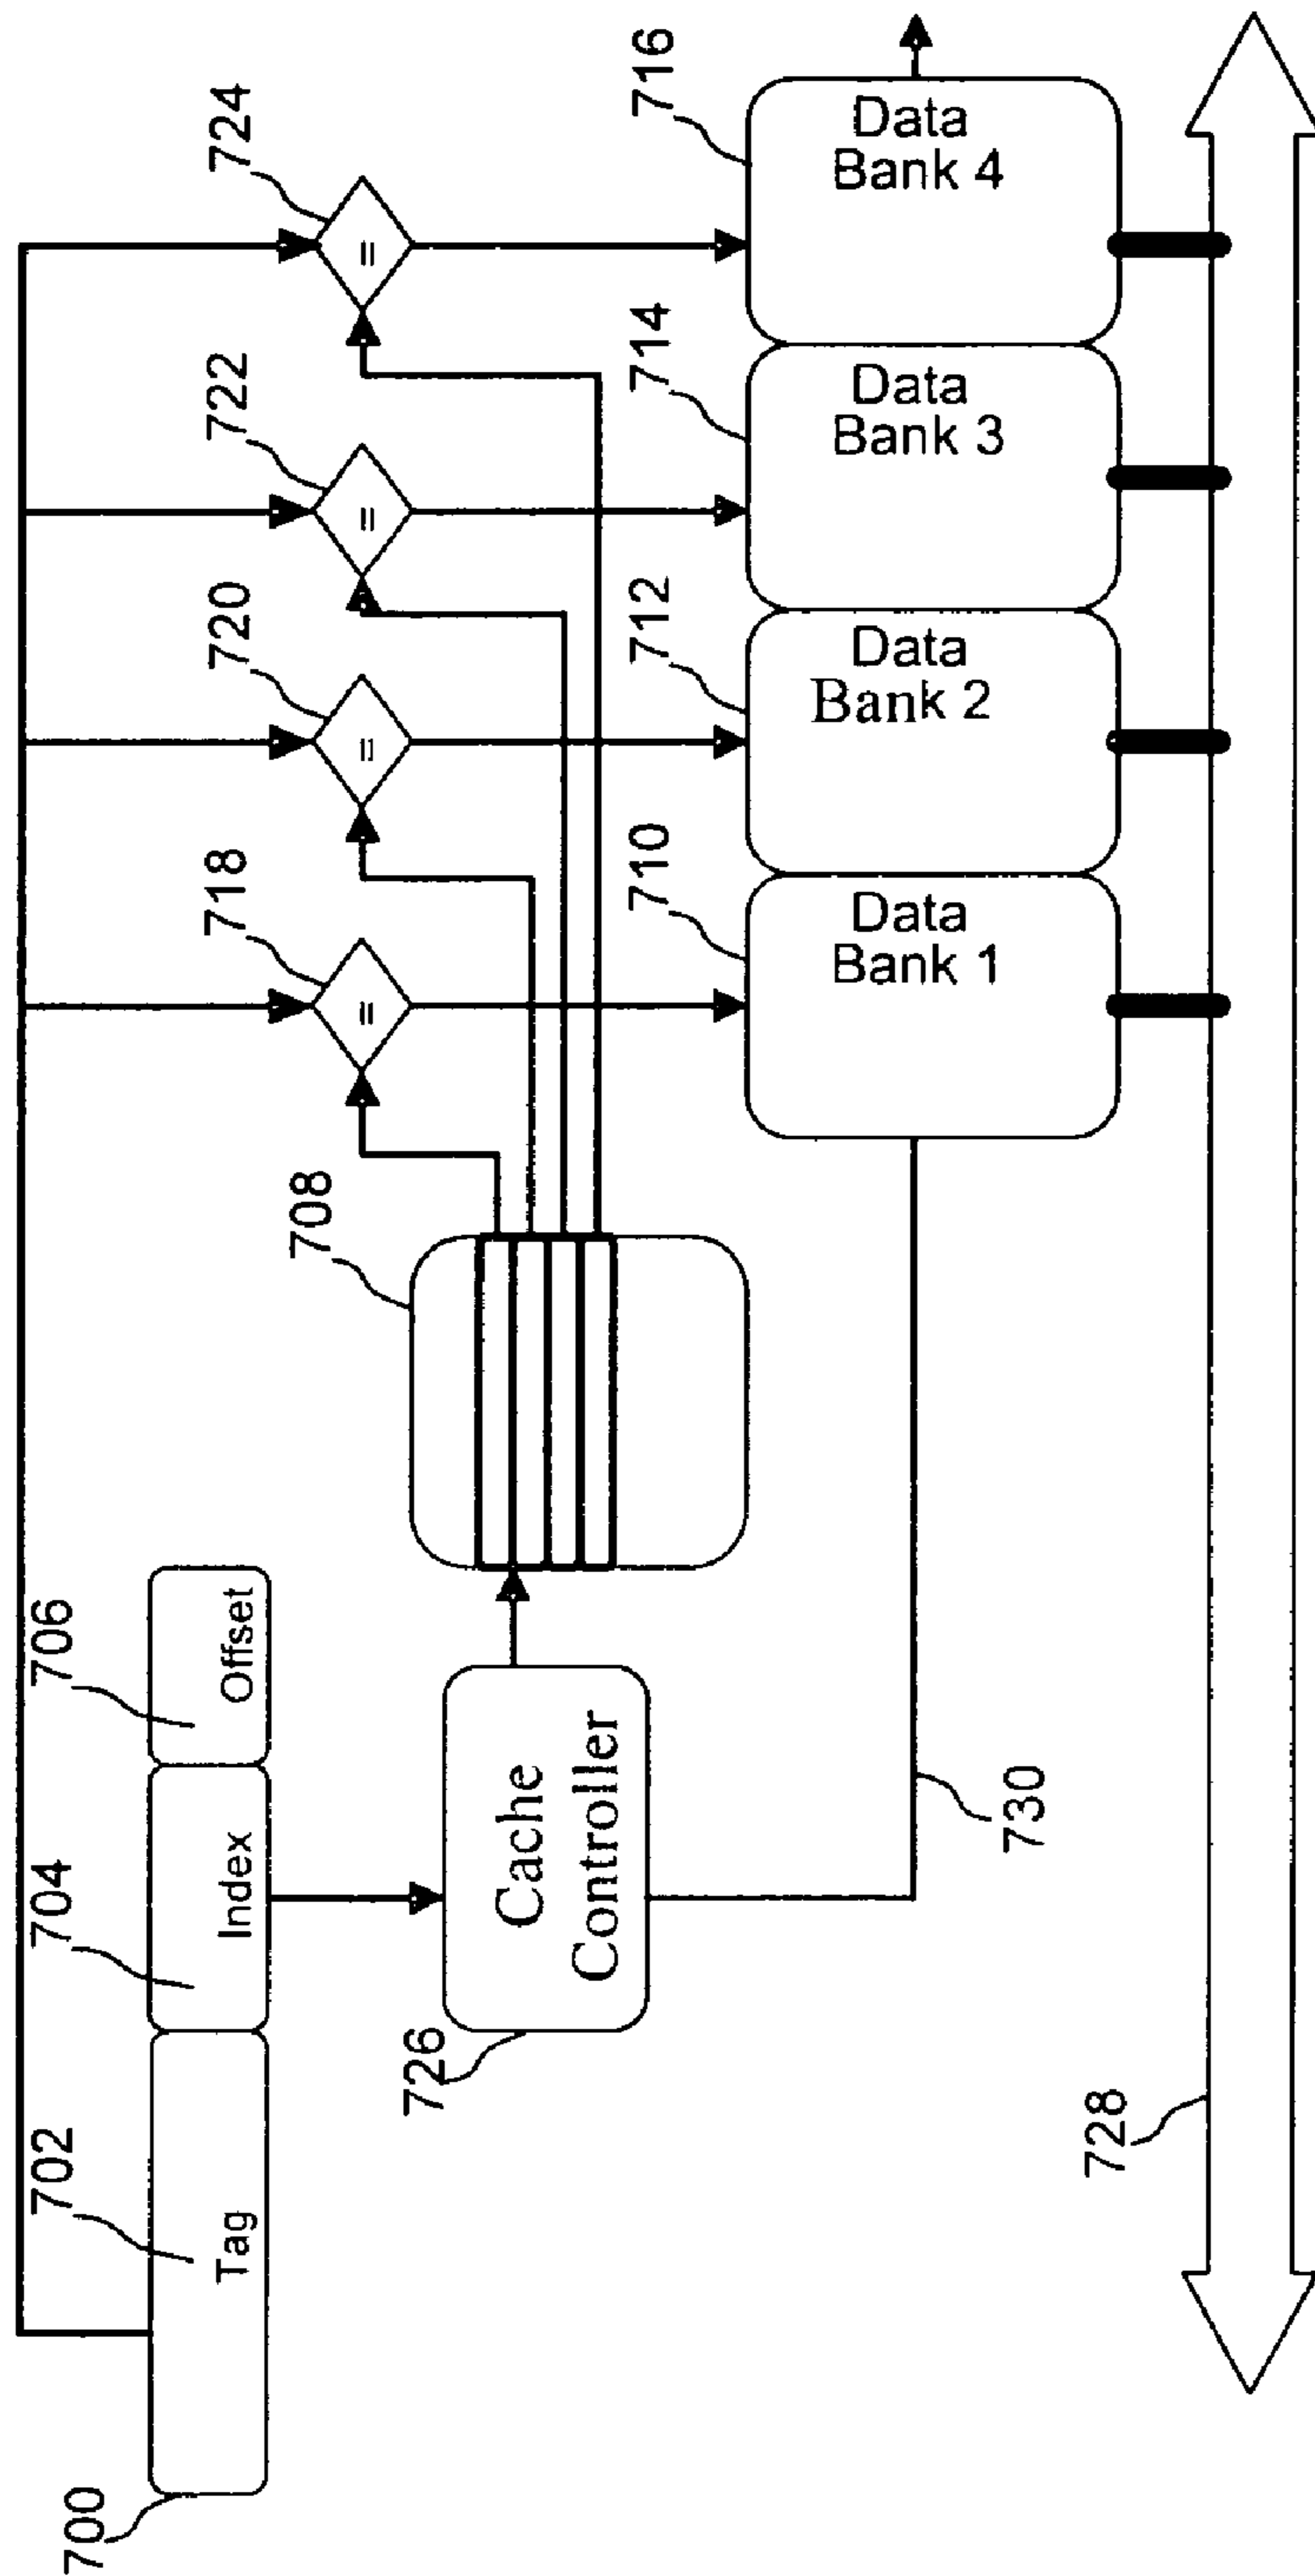 700
702
704
706
Tag
Index
Offset
726
Cache
Controller
708
718
720
722
724
=
=
=
=
710
712
714
716
Data
Bank 1
Data
Bank 2
Data
Bank 3
Data
Bank 4
730
728